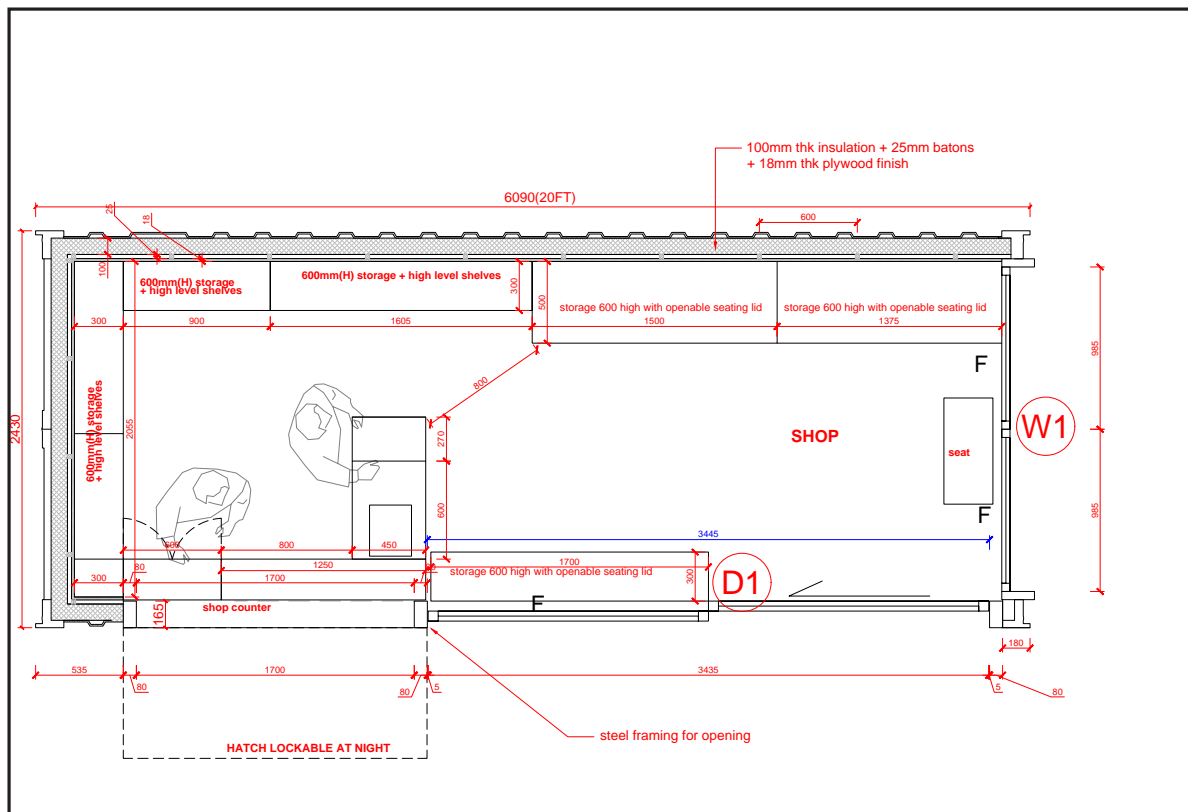 100mm thk insulation + 25mm batons
+ 18mm thk plywood finish
6090(20FT)
25
18
600
100
600mm(H) storage
+ high level shelves
600mm(H) storage + high level shelves
300
500
storage 600 high with openable seating lid
storage 600 high with openable seating lid
300
900
1605
1500
1375
985
F
800
2430
600mm(H) storage
+ high level shelves
2055
270
SHOP
W1
seat
600
F
985
3445
600
800
450
1700
300
80
1250
1700
storage 600 high with openable seating lid
300
D1
165
shop counter
F
180
535
1700
3435
80
80
5
5
80
steel framing for opening
HATCH LOCKABLE AT NIGHT